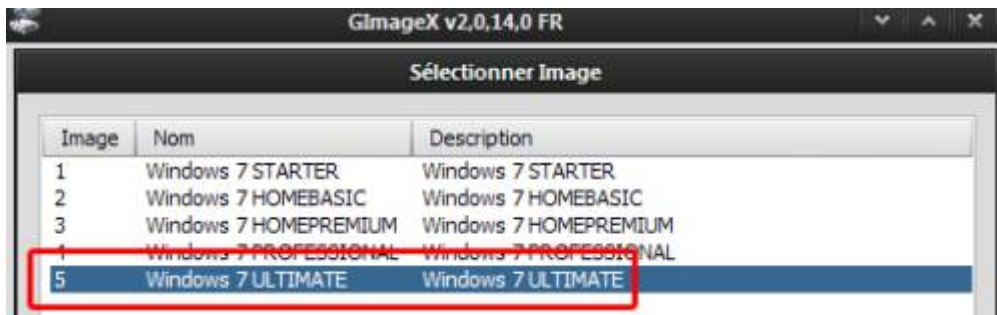 GImageX v2,0,14,0 FR
Sélectionner Image
Image Nom Description
1 Windows 7 STARTER Windows 7 STARTER
2 Windows 7 HOMEBASIC Windows 7 HOMEBASIC
3 Windows 7 HOMEPREMIUM Windows 7 HOMEPREMIUM
4 Windows 7 PROFESSIONAL Windows 7 PROFESSIONAL
5 Windows 7 ULTIMATE Windows 7 ULTIMATE